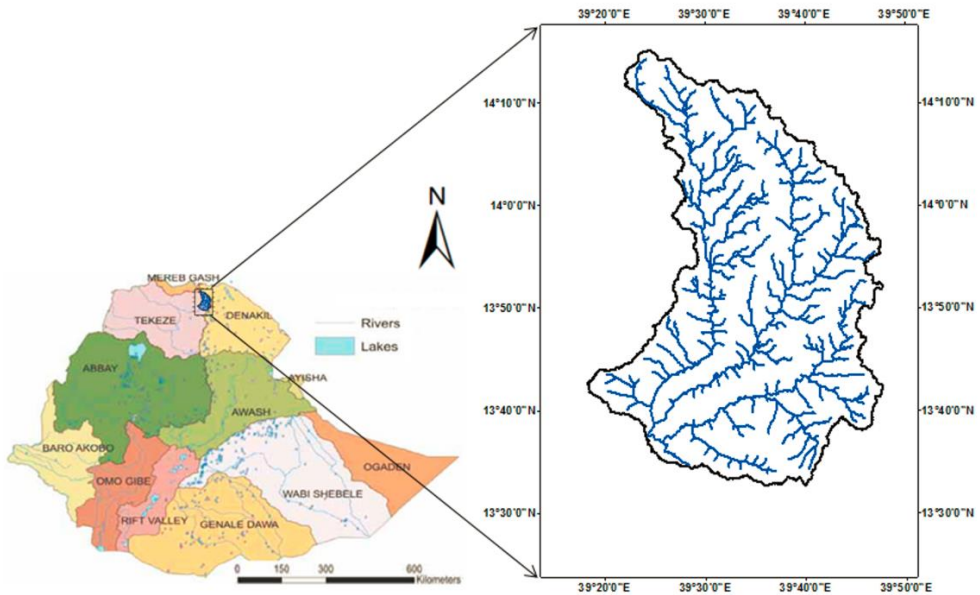 39°20'0"E 39°30'0"E 39°40'0"E 39°50'0"E
14°10'0"N 14°10'0"N
14°0'0"N 14°0'0"N
N
MEREB GASH
TEKEZE
DENAKIL
13°50'0"N 13°50'0"N
Rivers
Lakes
ABBAY
AYISHA
AWASH
13°40'0"N 13°40'0"N
BARO AKOBO
OMO GIBE
OGADEN
WABI SHEBELE
RIFT VALLEY
GENALE DAWA
13°30'0"N 13°30'0"N
0 150 300 600
Kilometers
39°20'0"E 39°30'0"E 39°40'0"E 39°50'0"E